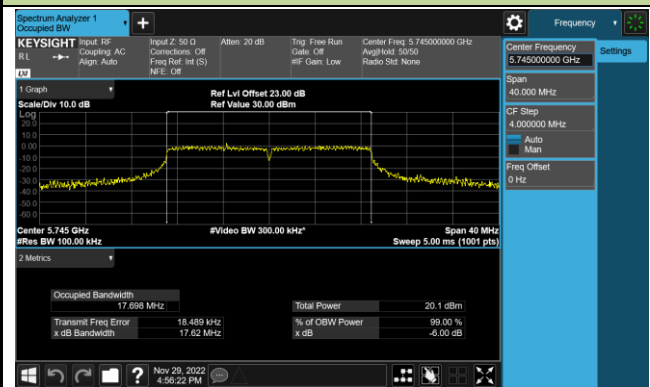 Spectrum Analyzer 1
Occupied BW
Frequency
KEYSIGHT
RL
LXI
Input: RF
Coupling: AC
Align: Auto
Input Z: 50 Ω
Corrections: Off
Freq Ref: Int (S)
NFE: Off
Atten: 20 dB
Trig: Free Run
Gate: Off
#IF Gain: Low
Center Freq: 5.745000000 GHz
Avg|Hold: 50/50
Radio Std: None
Center Frequency
5.745000000 GHz
Settings
Span
40.000 MHz
CF Step
4.000000 MHz
Auto
Man
Freq Offset
0 Hz
1 Graph
Scale/Div 10.0 dB
Ref Lvl Offset 23.00 dB
Ref Value 30.00 dBm
Log
20.0
10.0
0.00
-10.0
-20.0
-30.0
-40.0
-50.0
-60.0
Center 5.745 GHz
#Res BW 100.00 kHz
#Video BW 300.00 kHz*
Span 40 MHz
Sweep 5.00 ms (1001 pts)
2 Metrics
Occupied Bandwidth
17.698 MHz
Total Power 20.1 dBm
Transmit Freq Error 18.489 kHz
% of OBW Power 99.00 %
x dB Bandwidth 17.62 MHz
x dB -6.00 dB
Nov 29, 2022
4:56:22 PM